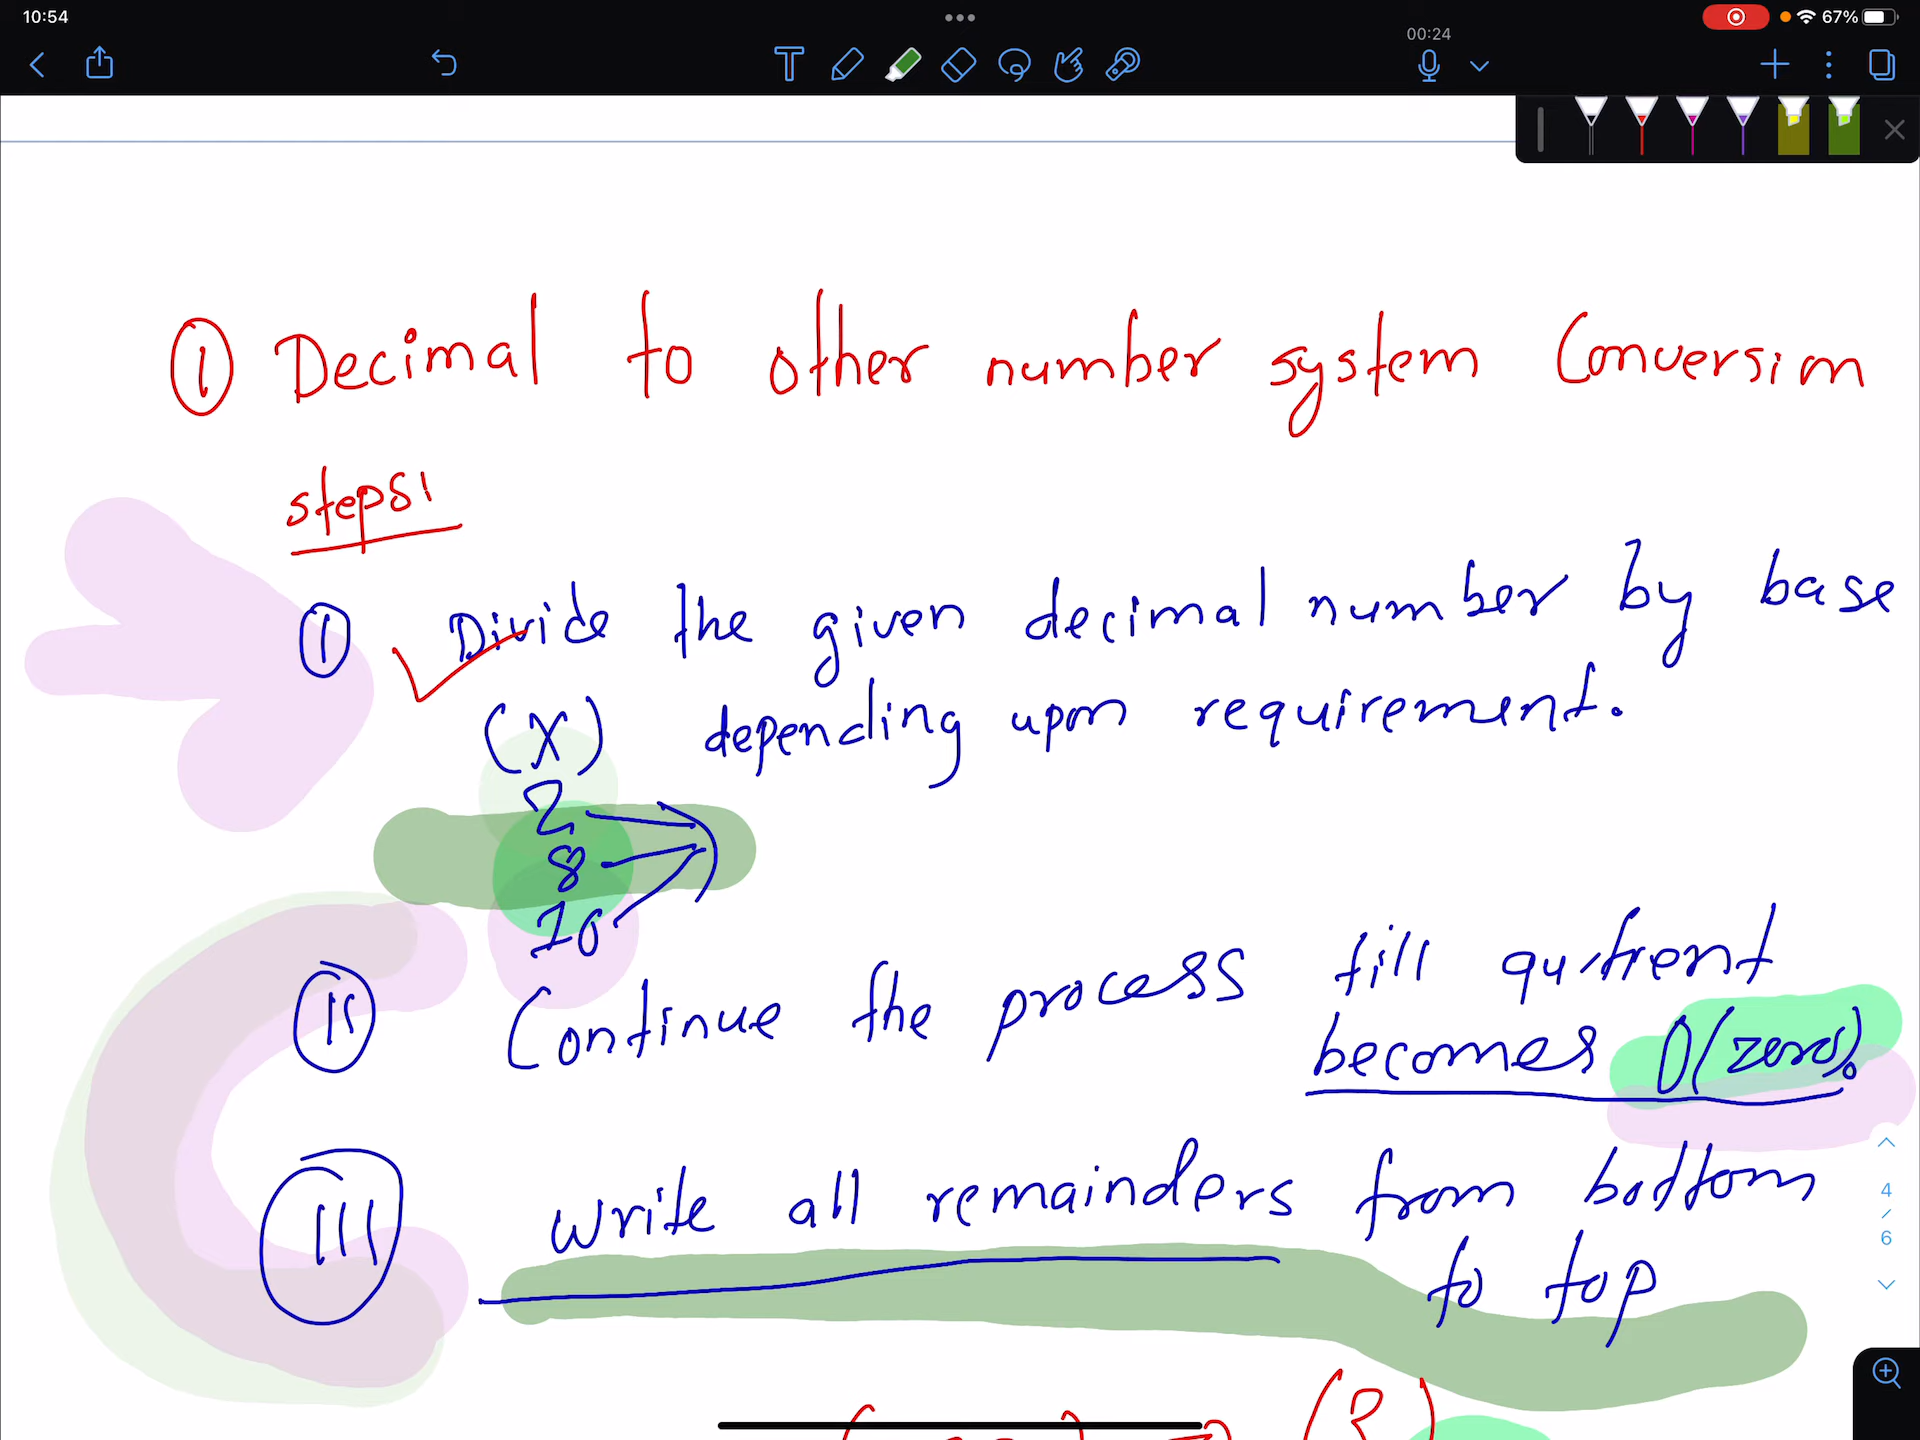 10:54
67%
00:24
① Decimal to other number system Conversion
steps:
① Divide the given decimal number by base
(X) depending upon requirement.
2
8
16
II Continue the process till quitient
becomes 0(zero).
III write all remainders from bottom
to top
4
/
6